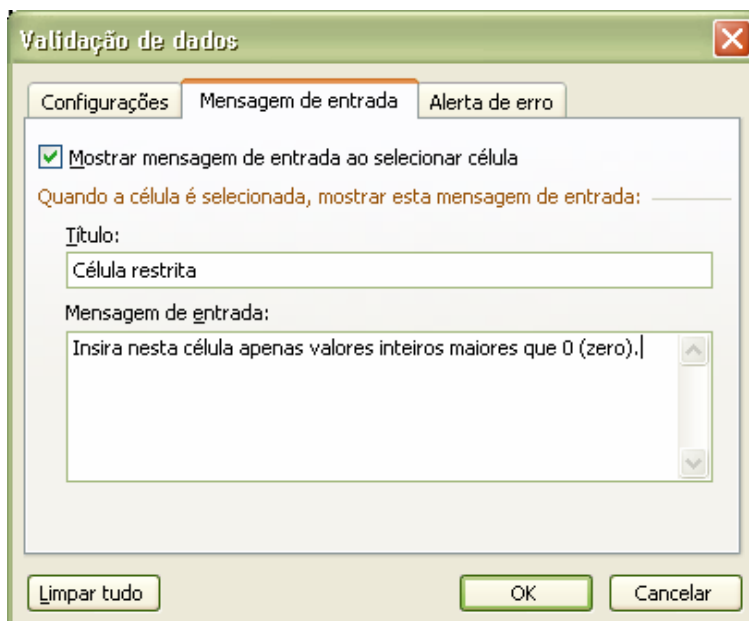 Validação de dados
Configurações Mensagem de entrada Alerta de erro
Mostrar mensagem de entrada ao selecionar célula
Quando a célula é selecionada, mostrar esta mensagem de entrada:
Título:
Célula restrita
Mensagem de entrada:
Insira nesta célula apenas valores inteiros maiores que 0 (zero).
Limpar tudo OK Cancelar